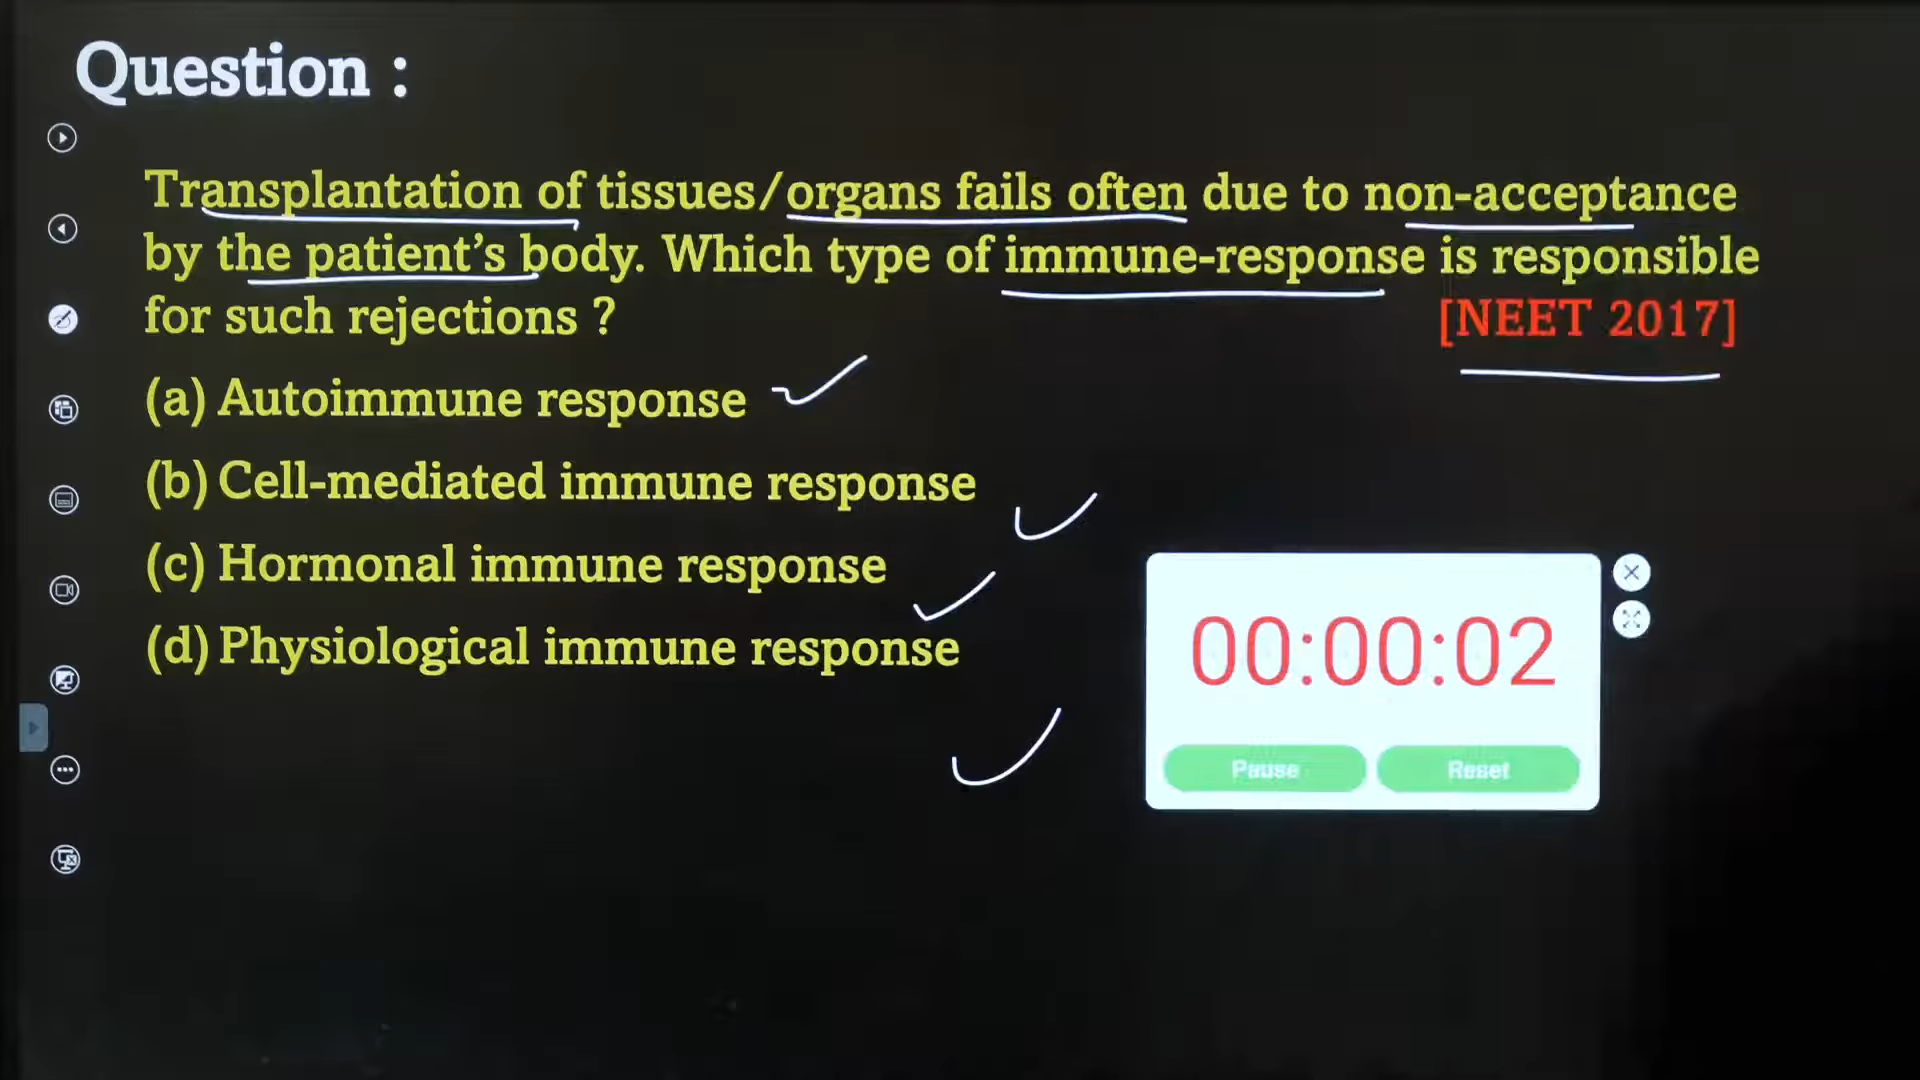 Question :
Transplantation of tissues/organs fails often due to non-acceptance
by the patient’s body. Which type of immune-response is responsible
for such rejections ?
[NEET 2017]
(a) Autoimmune response
(b) Cell-mediated immune response
(c) Hormonal immune response
(d) Physiological immune response
00:00:02
Pause Reset